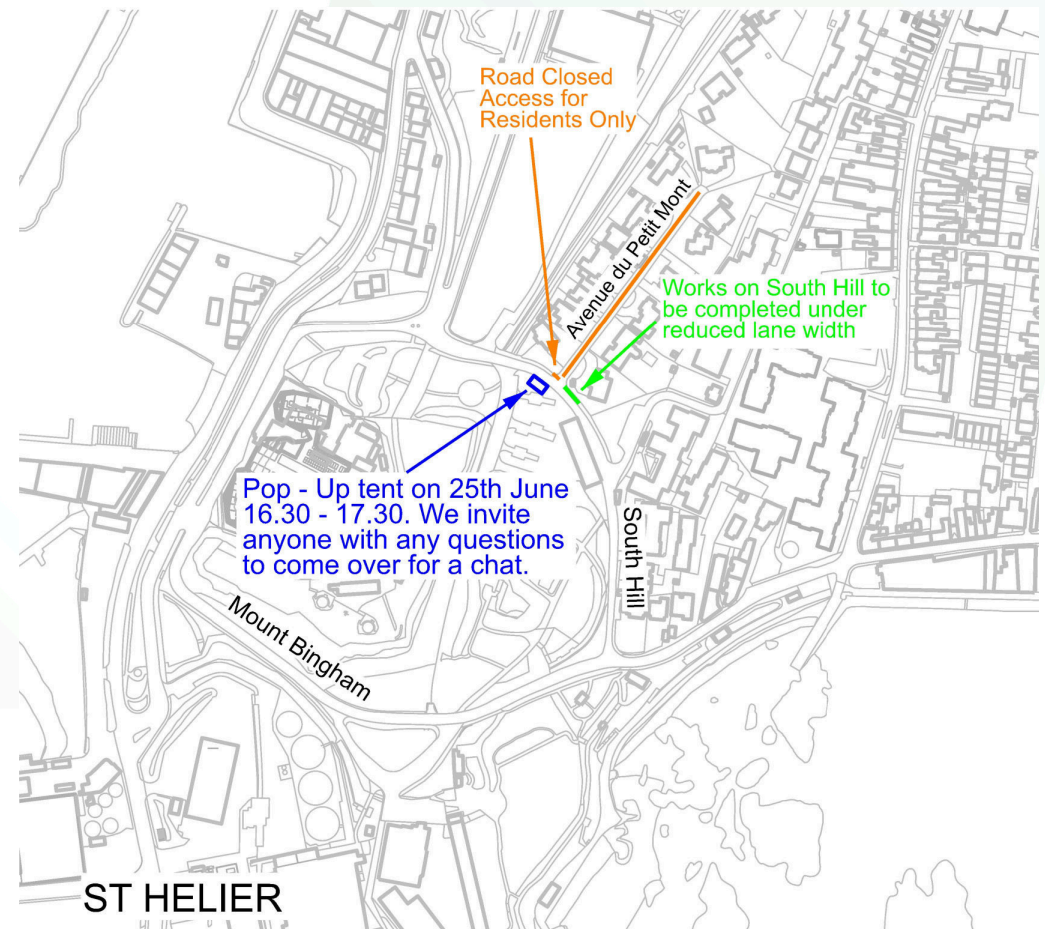 Road Closed
Access for
Residents Only
Avenue du Petit Mont
Works on South Hill to
be completed under
reduced lane width
Pop - Up tent on 25th June
16.30 - 17.30. We invite
anyone with any questions
to come over for a chat.
South Hill
Mount Bingham
ST HELIER